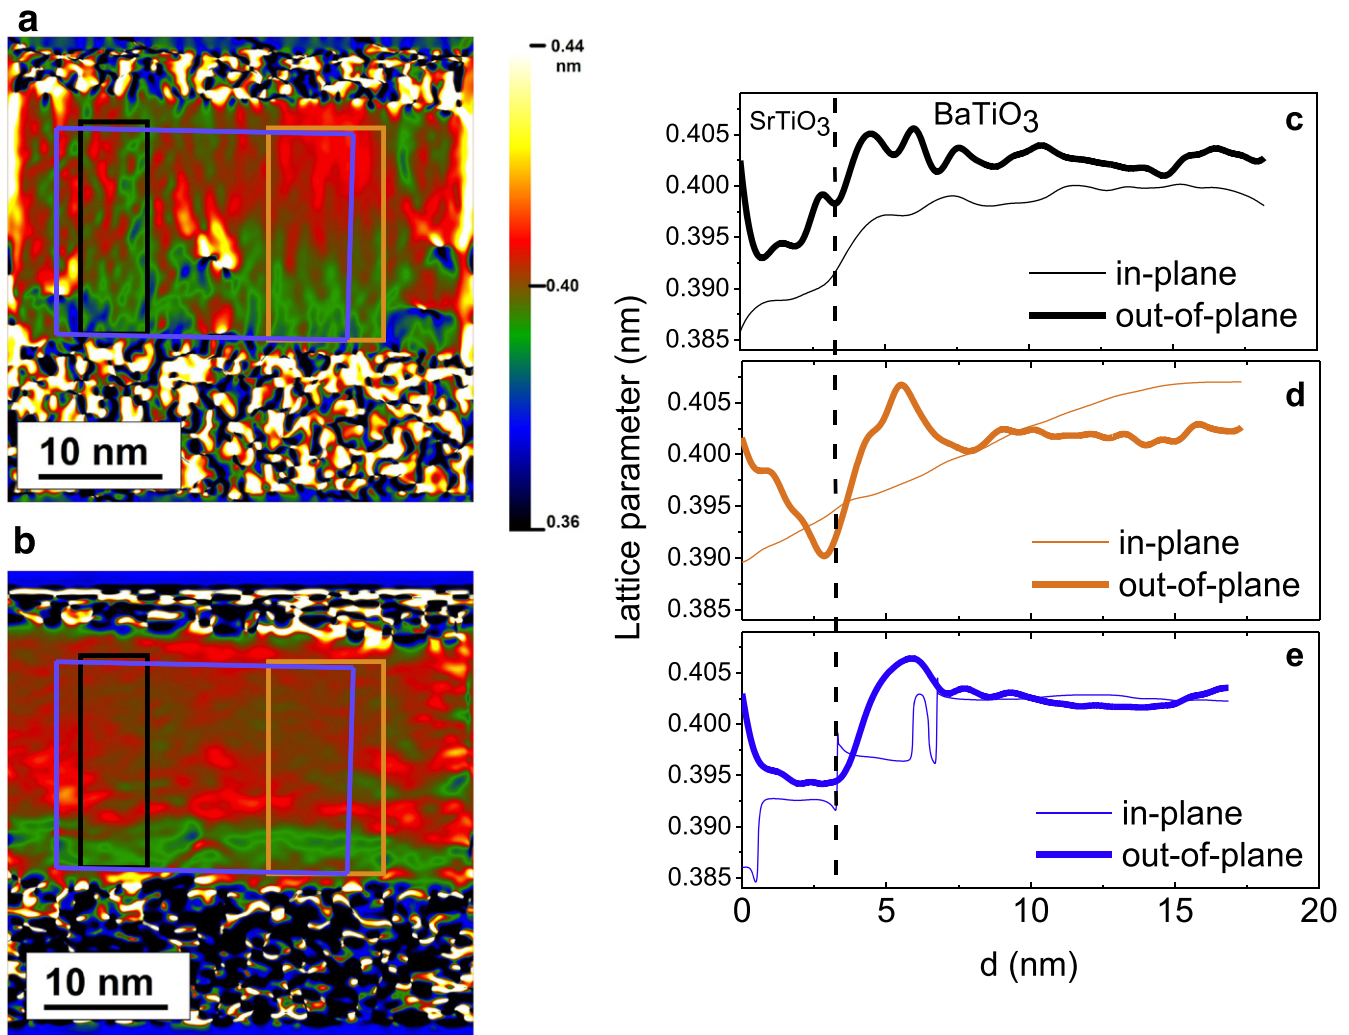 a
0.44
nm
0.40
0.36
10 nm
b
10 nm
Lattice parameter (nm)
SrTiO3
BaTiO3
c
0.405
0.400
0.395
0.390
0.385
in-plane
out-of-plane
d
0.405
0.400
0.395
0.390
0.385
in-plane
out-of-plane
e
0.405
0.400
0.395
0.390
0.385
in-plane
out-of-plane
0 5 10 15 20
d (nm)